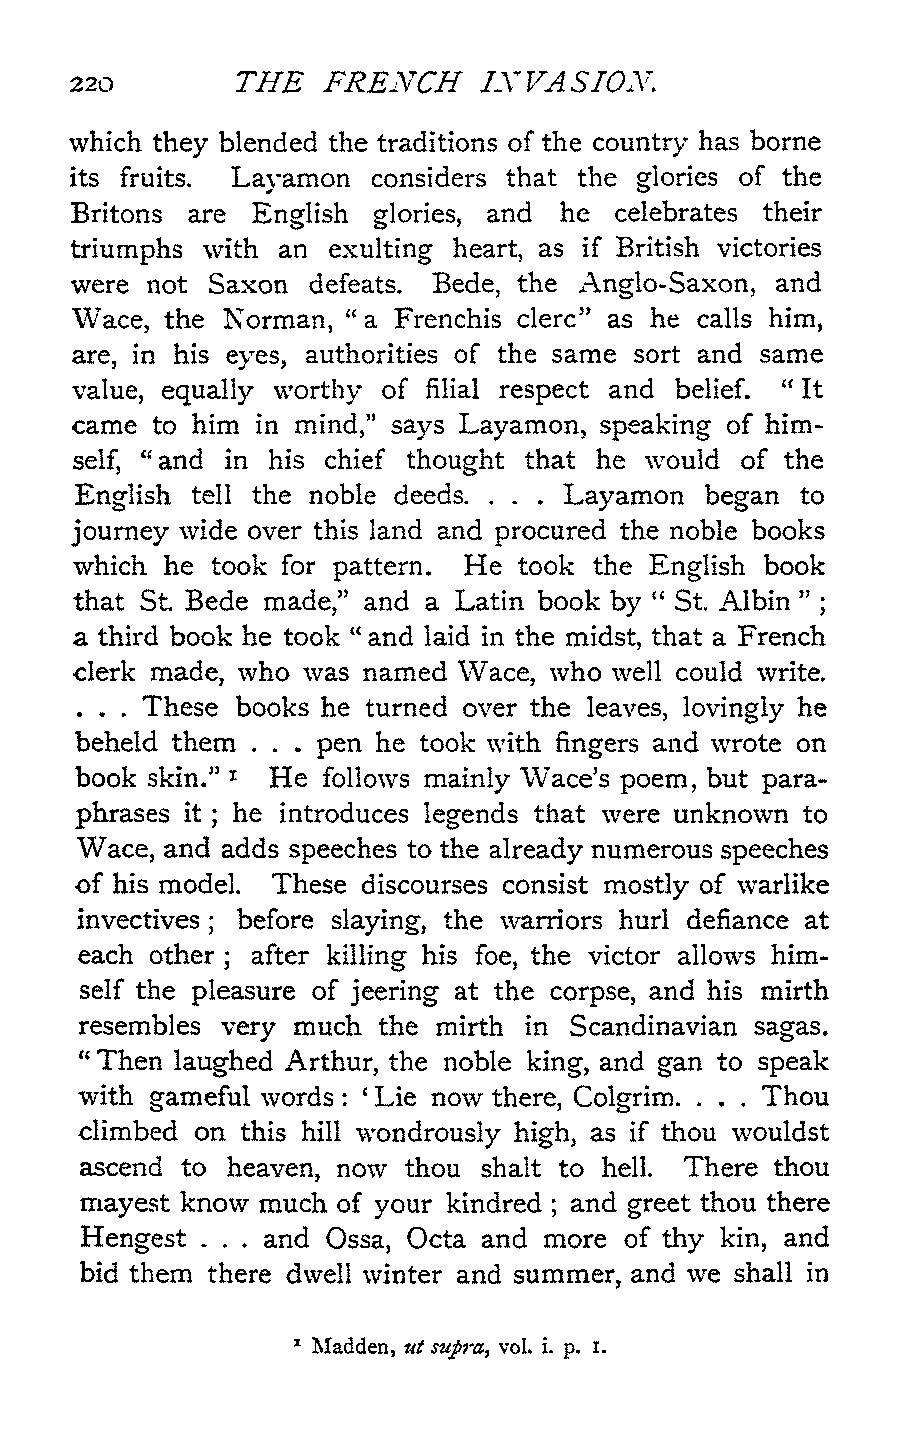 220 THE FRENCH INVASION.
which they blended the traditions of the country has borne
its fruits. Layamon considers that the glories of the
Britons are English glories, and he celebrates their
triumphs with an exulting heart, as if British victories
were not Saxon defeats. Bede, the Anglo-Saxon, and
Wace, the Norman, “a Frenchis clerc” as he calls him,
are, in his eyes, authorities of the same sort and same
value, equally worthy of filial respect and belief. “It
came to him in mind,” says Layamon, speaking of him-
self, “and in his chief thought that he would of the
English tell the noble deeds. . . . Layamon began to
journey wide over this land and procured the noble books
which he took for pattern. He took the English book
that St. Bede made,” and a Latin book by “St. Albin”;
a third book he took “and laid in the midst, that a French
clerk made, who was named Wace, who well could write.
. . . These books he turned over the leaves, lovingly he
beheld them . . . pen he took with fingers and wrote on
book skin.” ¹ He follows mainly Wace’s poem, but para-
phrases it ; he introduces legends that were unknown to
Wace, and adds speeches to the already numerous speeches
of his model. These discourses consist mostly of warlike
invectives ; before slaying, the warriors hurl defiance at
each other ; after killing his foe, the victor allows him-
self the pleasure of jeering at the corpse, and his mirth
resembles very much the mirth in Scandinavian sagas.
“Then laughed Arthur, the noble king, and gan to speak
with gameful words : ‘Lie now there, Colgrim. . . . Thou
climbed on this hill wondrously high, as if thou wouldst
ascend to heaven, now thou shalt to hell. There thou
mayest know much of your kindred ; and greet thou there
Hengest . . . and Ossa, Octa and more of thy kin, and
bid them there dwell winter and summer, and we shall in
¹ Madden, ut supra, vol. i. p. 1.